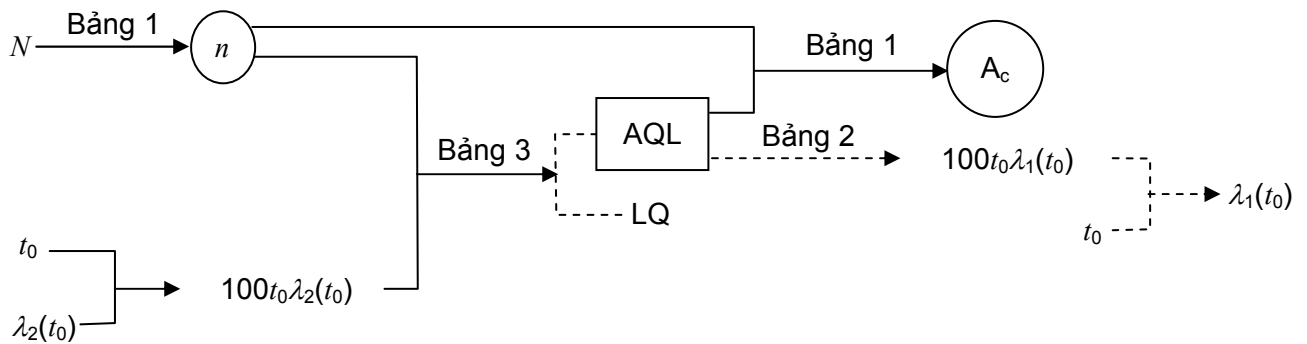 N Bảng 1 n
Bảng 1 A𝖼
AQL
Bảng 2 100t₀λ₁(t₀)
Bảng 3
LQ
λ₁(t₀)
t₀
t₀
100t₀λ₂(t₀)
λ₂(t₀)